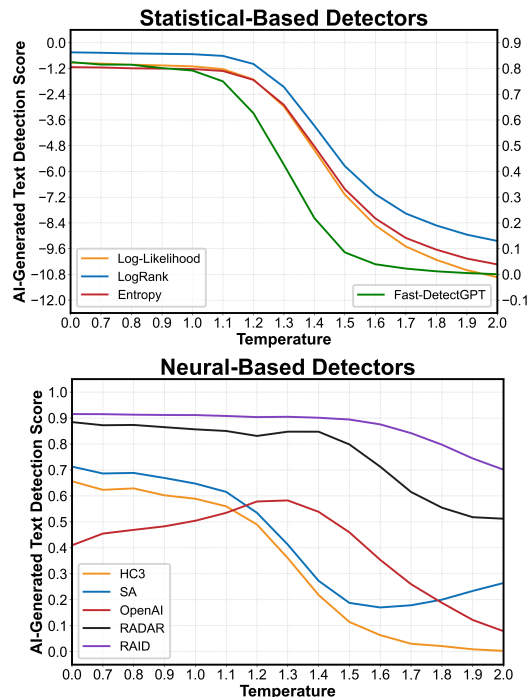 Statistical-Based Detectors
AI-Generated Text Detection Score
0.0
−1.2
−2.4
−3.6
−4.8
−6.0
−7.2
−8.4
−9.6
−10.8
−12.0
0.9
0.8
0.7
0.6
0.5
0.4
0.3
0.2
0.1
0.0
−0.1
Log-Likelihood
LogRank
Entropy
Fast-DetectGPT
0.0 0.7 0.8 0.9 1.0 1.1 1.2 1.3 1.4 1.5 1.6 1.7 1.8 1.9 2.0
Temperature
Neural-Based Detectors
AI-Generated Text Detection Score
1.0
0.9
0.8
0.7
0.6
0.5
0.4
0.3
0.2
0.1
0.0
HC3
SA
OpenAI
RADAR
RAID
0.0 0.7 0.8 0.9 1.0 1.1 1.2 1.3 1.4 1.5 1.6 1.7 1.8 1.9 2.0
Temperature